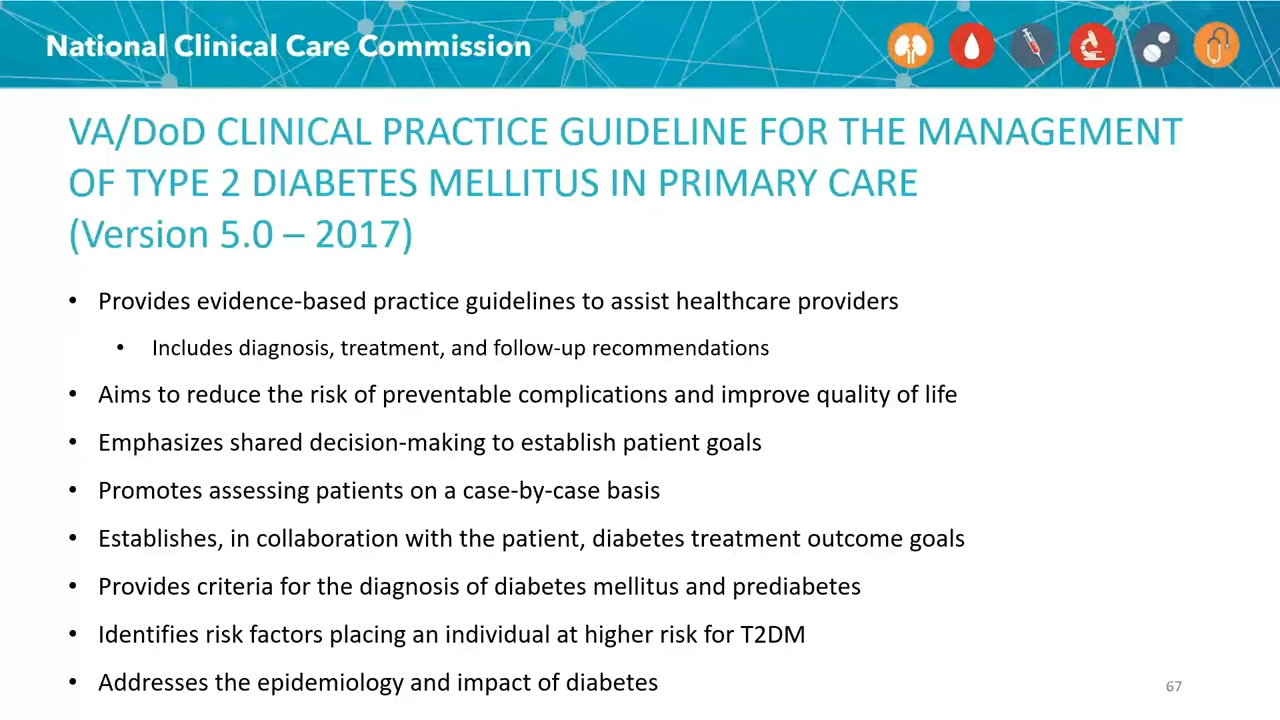 National Clinical Care Commission
VA/DoD CLINICAL PRACTICE GUIDELINE FOR THE MANAGEMENT
OF TYPE 2 DIABETES MELLITUS IN PRIMARY CARE
(Version 5.0 – 2017)
• Provides evidence-based practice guidelines to assist healthcare providers
• Includes diagnosis, treatment, and follow-up recommendations
• Aims to reduce the risk of preventable complications and improve quality of life
• Emphasizes shared decision-making to establish patient goals
• Promotes assessing patients on a case-by-case basis
• Establishes, in collaboration with the patient, diabetes treatment outcome goals
• Provides criteria for the diagnosis of diabetes mellitus and prediabetes
• Identifies risk factors placing an individual at higher risk for T2DM
• Addresses the epidemiology and impact of diabetes
67